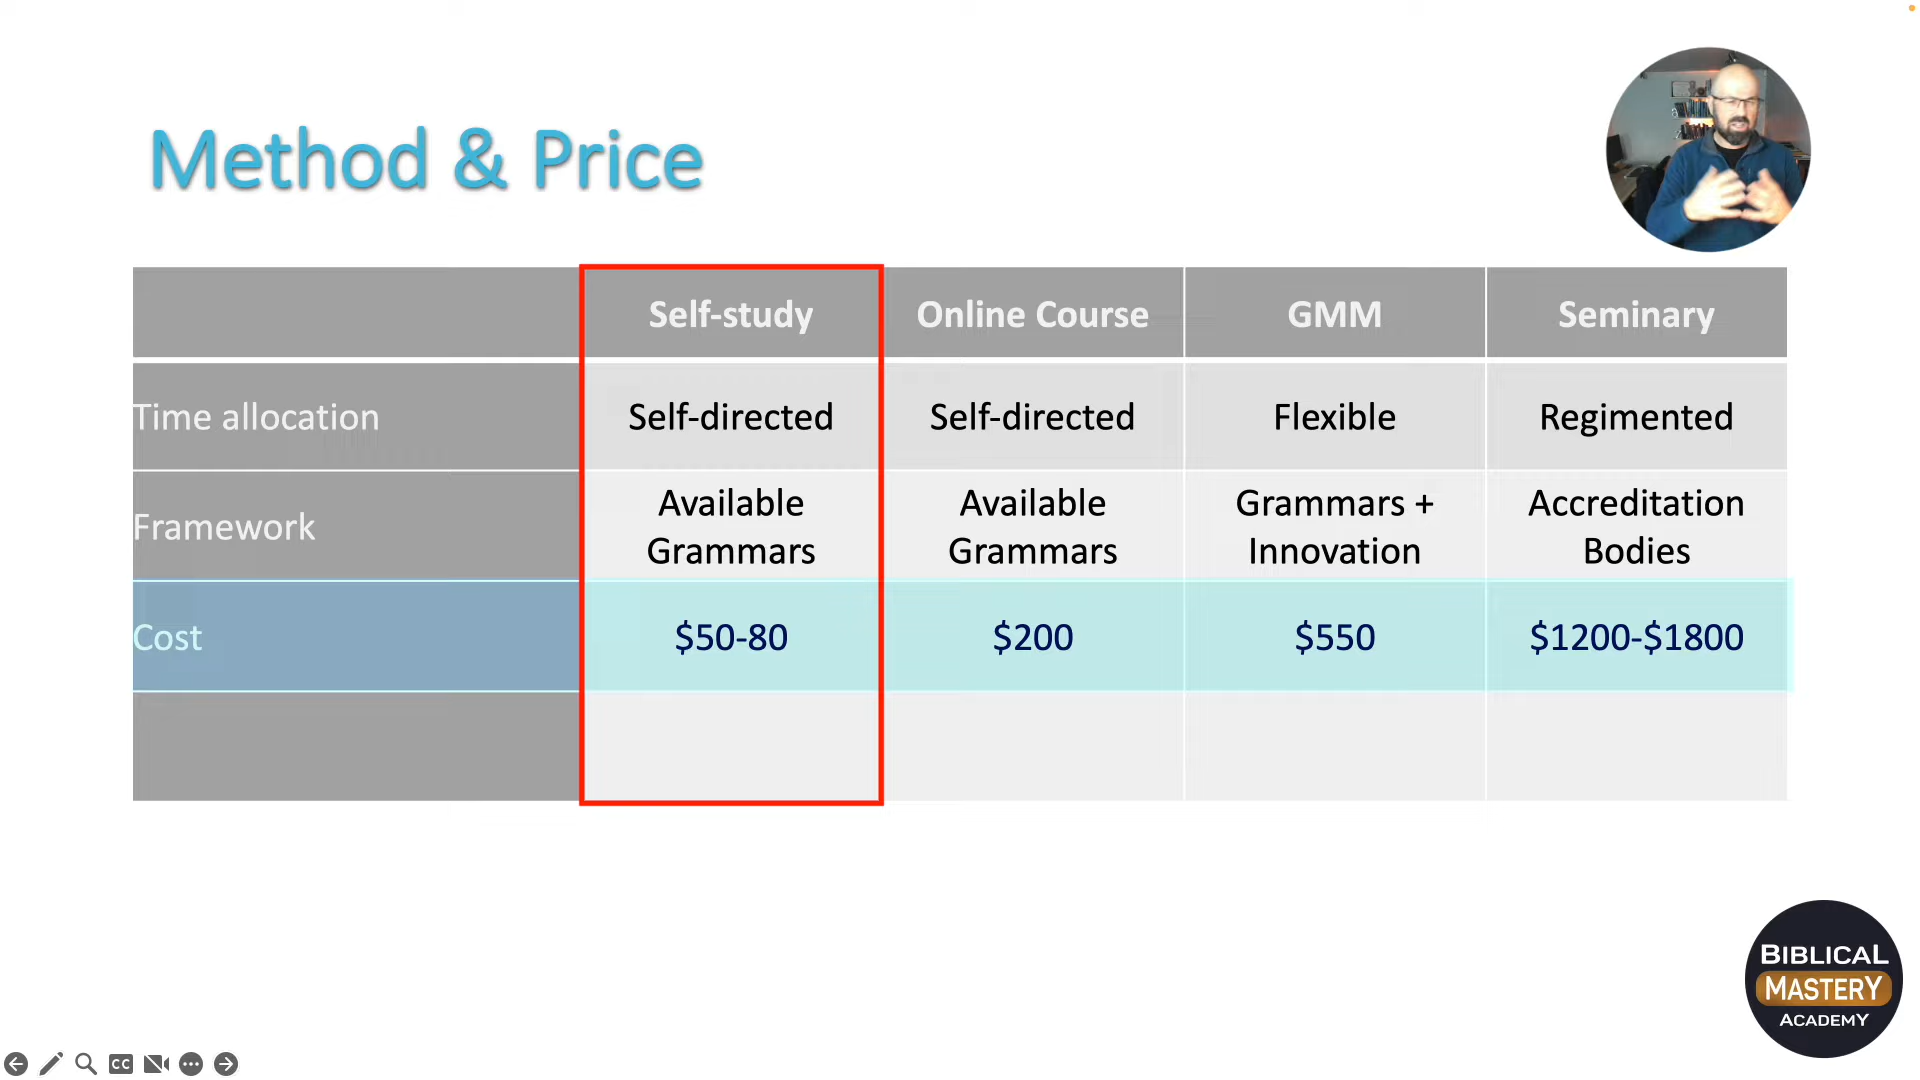 Method & Price
Self-study
Online Course
GMM
Seminary
Time allocation
Self-directed
Self-directed
Flexible
Regimented
Framework
Available
Grammars
Available
Grammars
Grammars +
Innovation
Accreditation
Bodies
Cost
$50-80
$200
$550
$1200-$1800
BIBLICAL
MASTERY
ACADEMY
CC